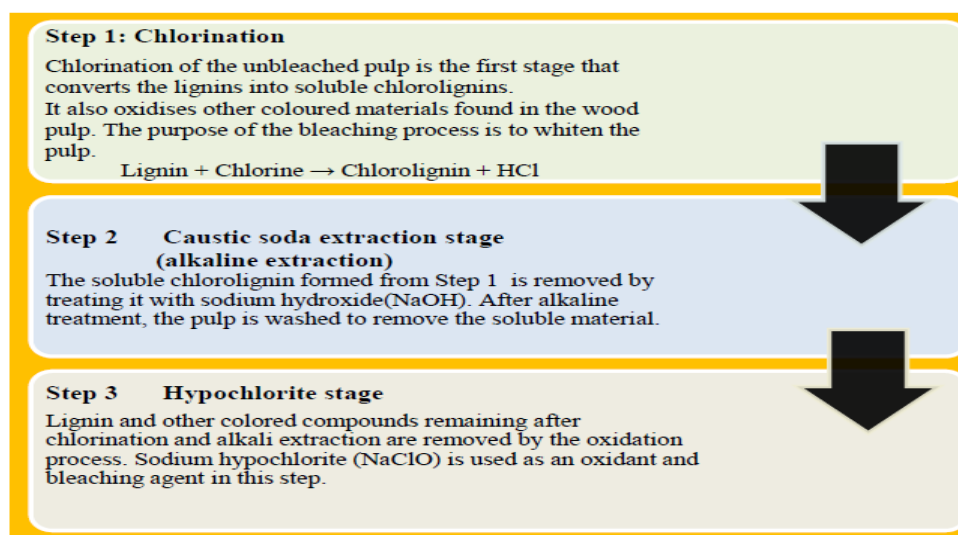 Step 1: Chlorination
Chlorination of the unbleached pulp is the first stage that
converts the lignins into soluble chlorolignins.
It also oxidises other coloured materials found in the wood
pulp. The purpose of the bleaching process is to whiten the
pulp.
Lignin + Chlorine → Chlorolignin + HCl
Step 2 Caustic soda extraction stage
(alkaline extraction)
The soluble chlorolignin formed from Step 1 is removed by
treating it with sodium hydroxide(NaOH). After alkaline
treatment, the pulp is washed to remove the soluble material.
Step 3 Hypochlorite stage
Lignin and other colored compounds remaining after
chlorination and alkali extraction are removed by the oxidation
process. Sodium hypochlorite (NaClO) is used as an oxidant and
bleaching agent in this step.